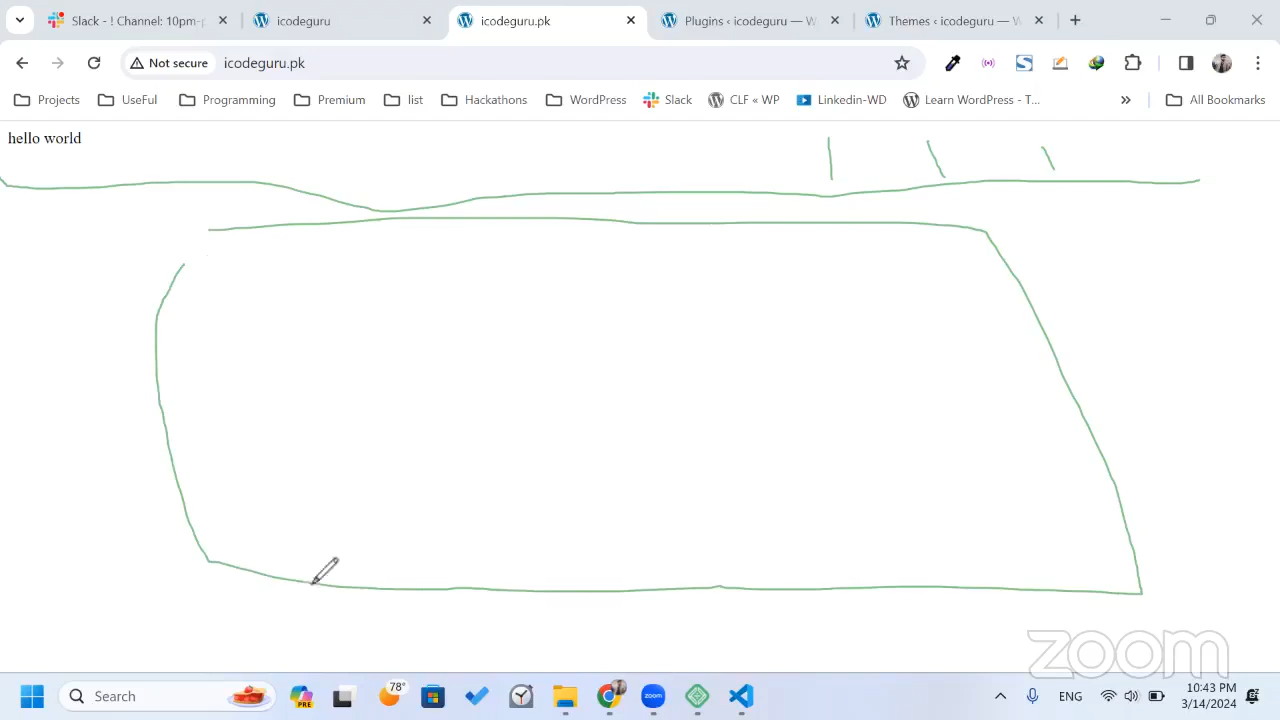 Slack - ! Channel: 10pm-p
icodeguru
icodeguru.pk
Plugins ‹ icodeguru — W
Themes ‹ icodeguru — W
Not secure
icodeguru.pk
Projects
UseFul
Programming
Premium
list
Hackathons
WordPress
Slack
CLF « WP
Linkedin-WD
Learn WordPress - T...
All Bookmarks
hello world
zoom
Search
PRE
78°
zoom
ENG
10:43 PM
3/14/2024